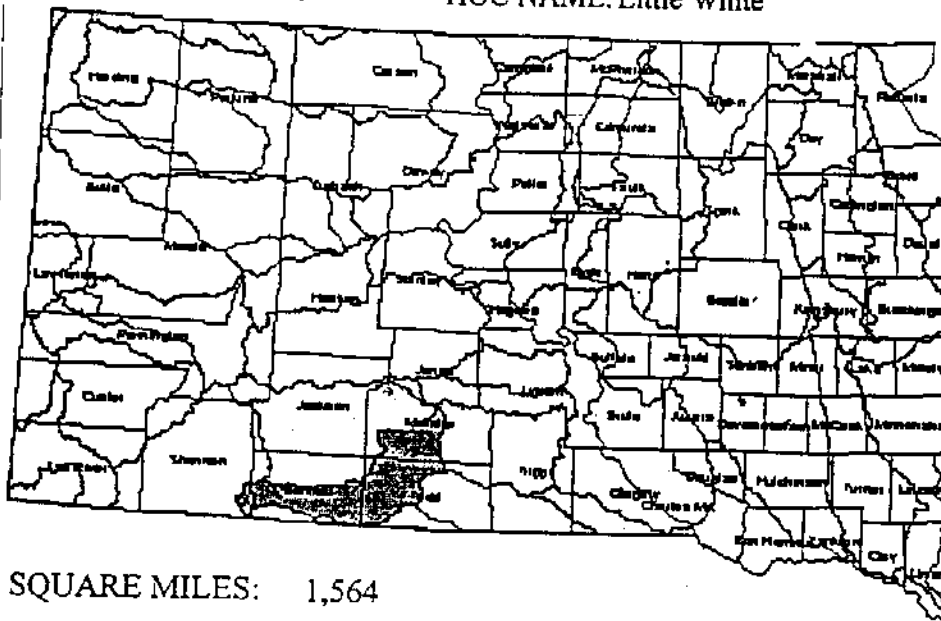 HUC NAME: Little White
Harding
Perkins
Corson
Campbell
McPherson
Brown
Marshall
Roberts
Walworth
Edmunds
Day
Butte
Ziebach
Dewey
Potter
Faulk
Spink
Clark
Codington
Grant
Meade
Sully
Hamlin
Deuel
Lawrence
Haakon
Stanley
Hughes
Hyde
Hand
Beadle
Kingsbury
Brookings
Pennington
Jones
Lyman
Buffalo
Jerauld
Sanborn
Miner
Lake
Custer
Jackson
Mellette
Brule
Aurora
Davison
Hanson
McCook
Minnehaha
Fall River
Shannon
Bennett
Todd
Tripp
Gregory
Charles Mix
Douglas
Hutchinson
Turner
Lincoln
Bon Homme
Yankton
Clay
SQUARE MILES: 1,564